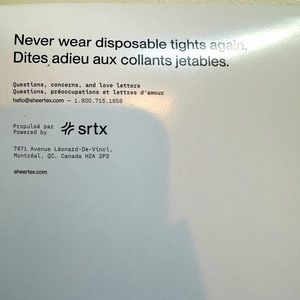 Never wear disposable tights again.
Dites adieu aux collants jetables.
Questions, concerns, and love letters
Questions, préoccupations et lettres d'amour
hello@sheertex.com — 1.800.715.1658
Propulsé par
Powered by
srtx
7471 Avenue Léonard-De-Vinci,
Montréal, QC, Canada H2A 2P3
sheertex.com